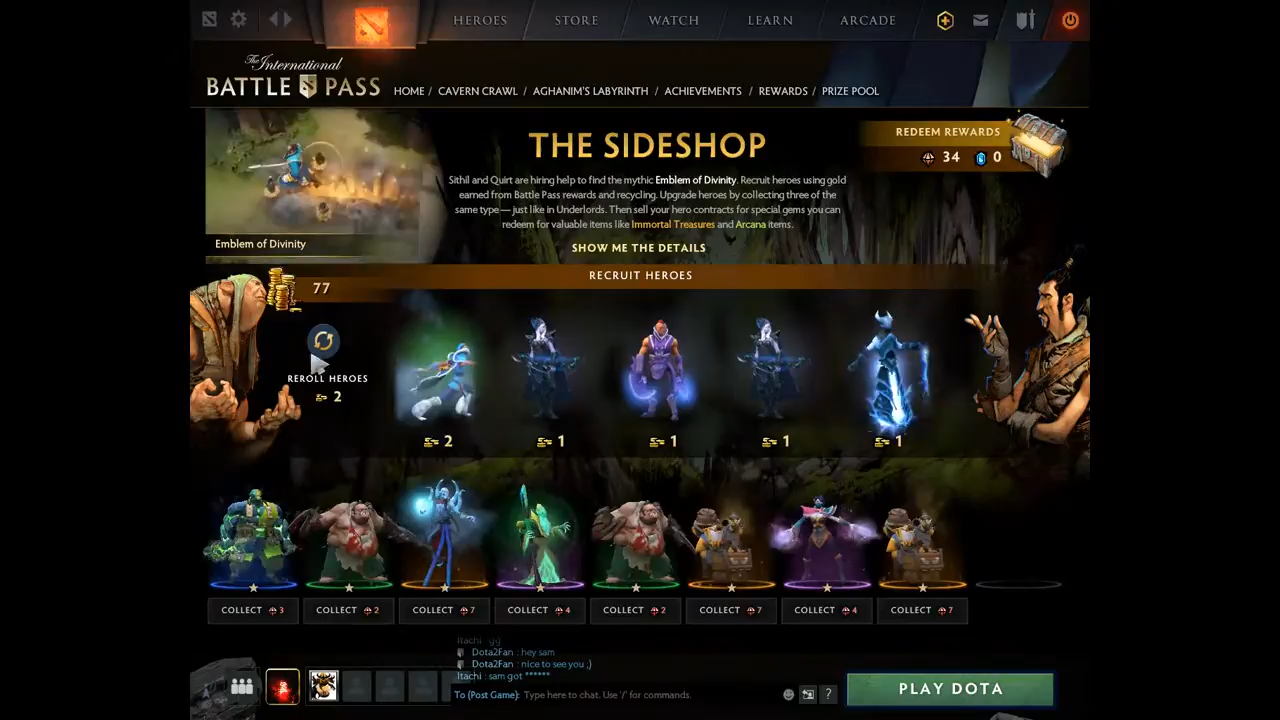 HEROES
STORE
WATCH
LEARN
ARCADE
The International
BATTLE PASS
HOME / CAVERN CRAWL / AGHANIM'S LABYRINTH / ACHIEVEMENTS / REWARDS / PRIZE POOL
THE SIDESHOP
REDEEM REWARDS
34 0
Sithil and Quirt are hiring help to find the mythic Emblem of Divinity. Recruit heroes using gold
earned from Battle Pass rewards and recycling. Upgrade heroes by collecting three of the
same type — just like in Underlords. Then sell your hero contracts for special gems you can
redeem for valuable items like Immortal Treasures and Arcana items.
Emblem of Divinity
SHOW ME THE DETAILS
RECRUIT HEROES
77
REROLL HEROES
2
2 1 1 1 1
COLLECT 3
COLLECT 2
COLLECT 7
COLLECT 4
COLLECT 2
COLLECT 7
COLLECT 4
COLLECT 7
Itachi : gg
Dota2Fan : hey sam
Dota2Fan : nice to see you ;)
Itachi : sam got ******
To (Post Game): Type here to chat. Use '/' for commands.
?
PLAY DOTA